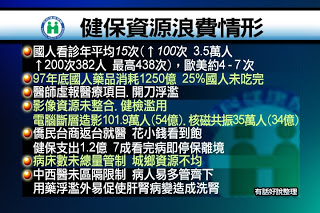 健保資源浪費情形
國人看診年平均15次(↑100次 3.5萬人
↑200次382人 最高438次), 歐美約4-7次
97年底國人藥品消耗1250億 25%國人未吃完
醫師虛報醫療項目, 開刀浮濫
影像資源未整合, 健檢濫用
電腦斷層造影101.9萬人(54億), 核磁共振35萬人(34億)
僑民台商返台就醫 花小錢看到飽
健保支出1.2億 7成看完病即停保離境
病床數未總量管制 城鄉資源不均
中西醫未區隔限制 病人易多管齊下
用藥浮濫外易促使肝腎病變造成洗腎
有話好說整理